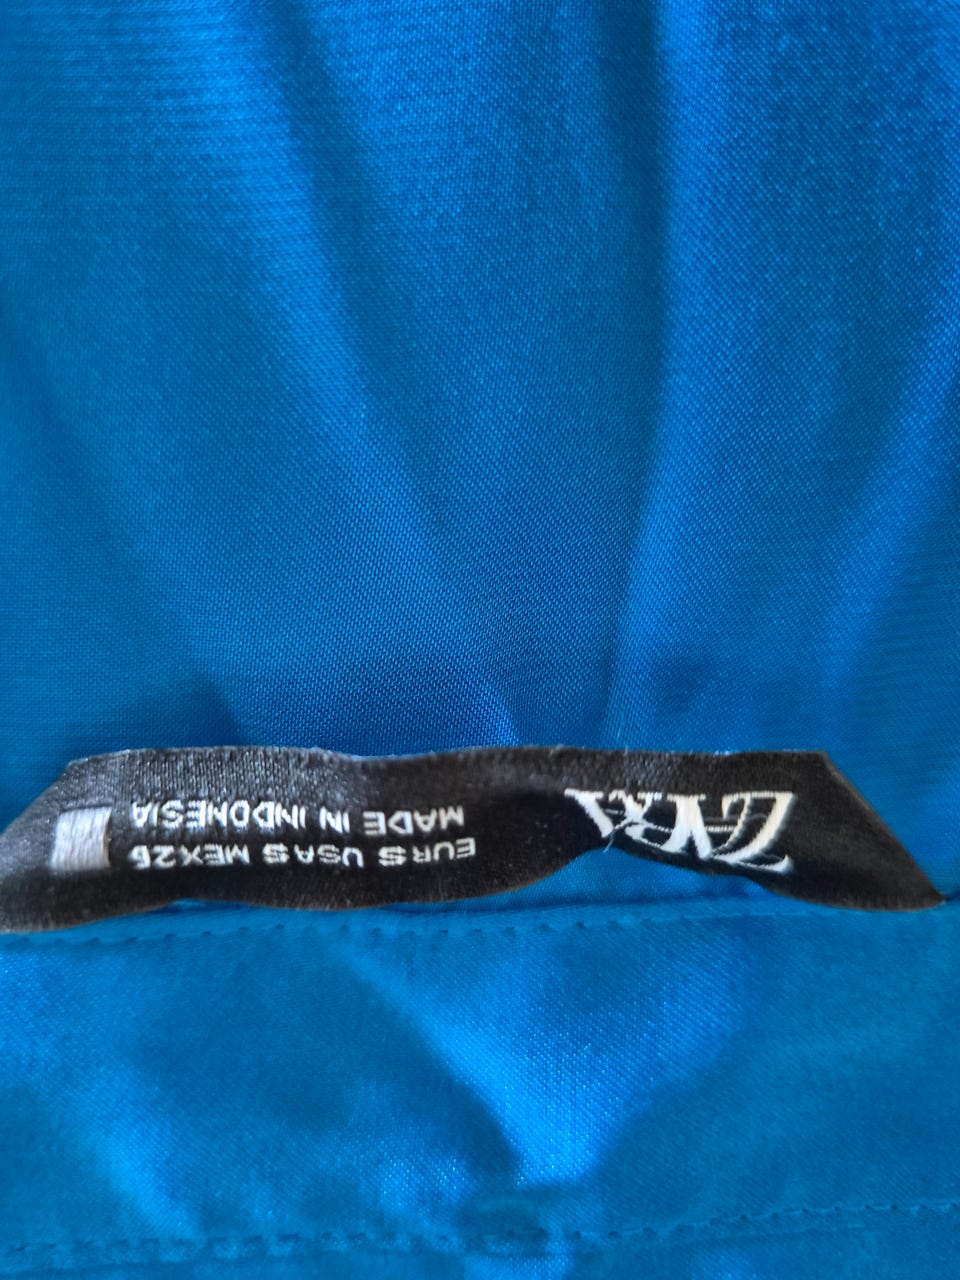 ZARA
EUR S USA S MEX 26
MADE IN INDONESIA